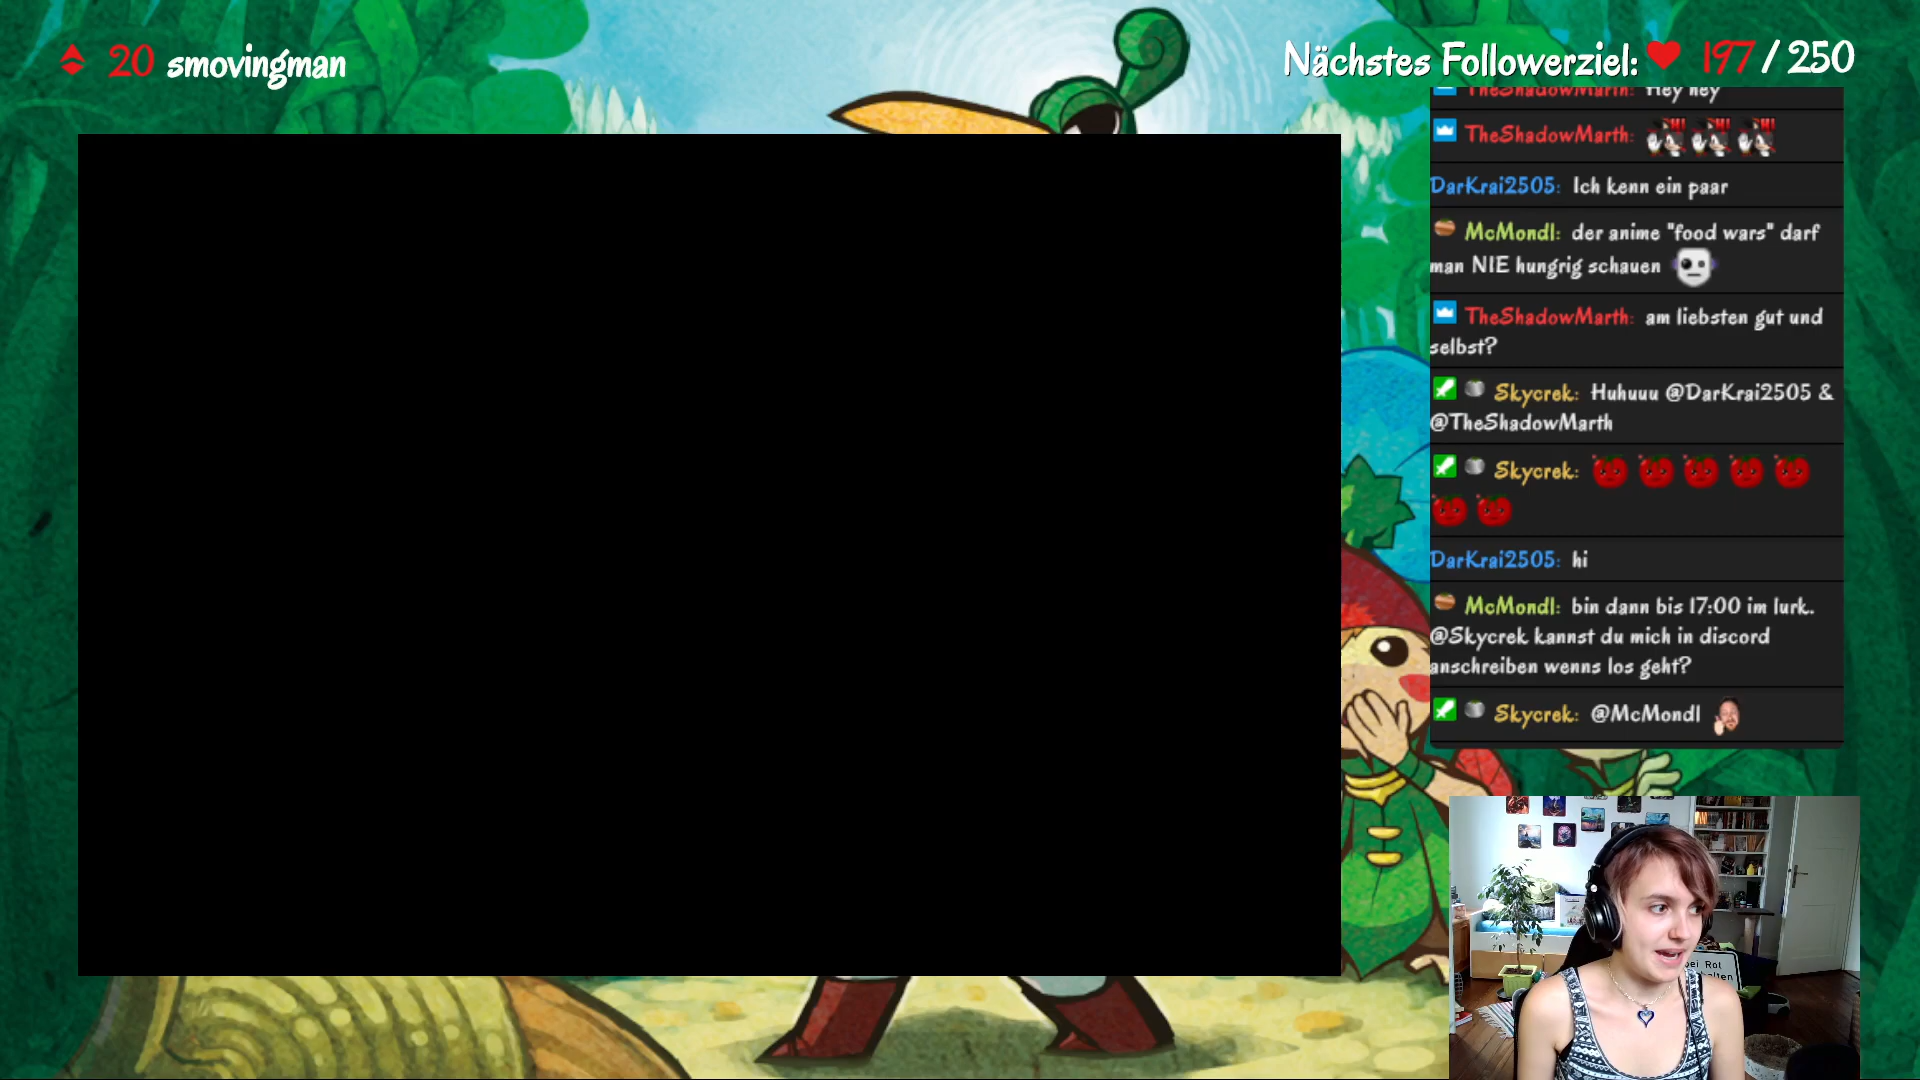 20 smovingman
Nächstes Followerziel: 197 / 250
TheShadowMarth: Hey hey
TheShadowMarth:
DarKrai2505: Ich kenn ein paar
McMondl: der anime "food wars" darf
man NIE hungrig schauen
TheShadowMarth: am liebsten gut und
selbst?
Skycrek: Huhuuu @DarKrai2505 &
@TheShadowMarth
Skycrek:
DarKrai2505: hi
McMondl: bin dann bis 17:00 im lurk..
@Skycrek kannst du mich in discord
anschreiben wenns los geht?
Skycrek: @McMondl
bei Rot